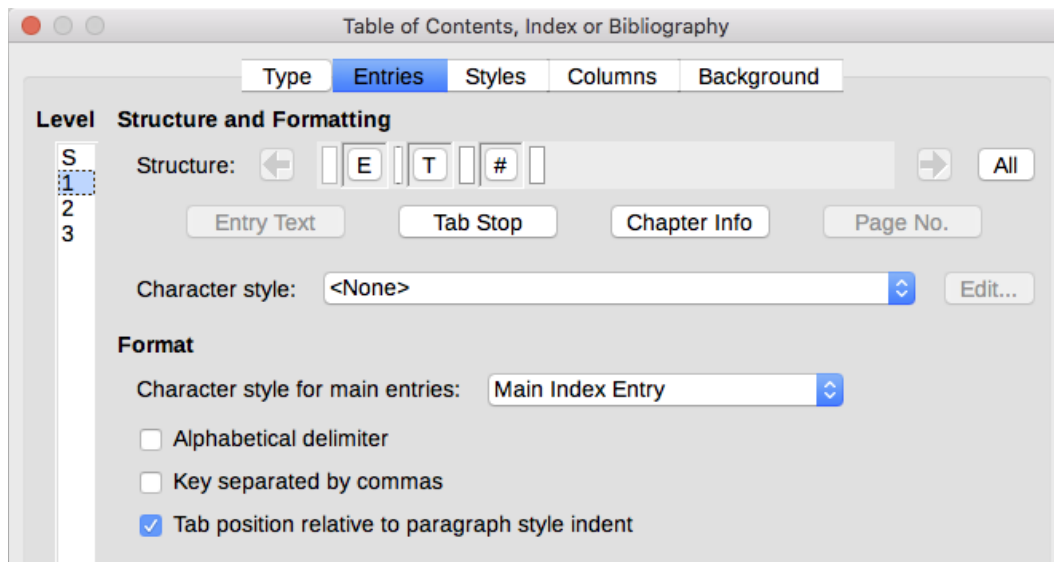 Table of Contents, Index or Bibliography
Type Entries Styles Columns Background
Level Structure and Formatting
S
1
2
3
Structure: E T # All
Entry Text Tab Stop Chapter Info Page No.
Character style: <None> Edit...
Format
Character style for main entries: Main Index Entry
Alphabetical delimiter
Key separated by commas
Tab position relative to paragraph style indent